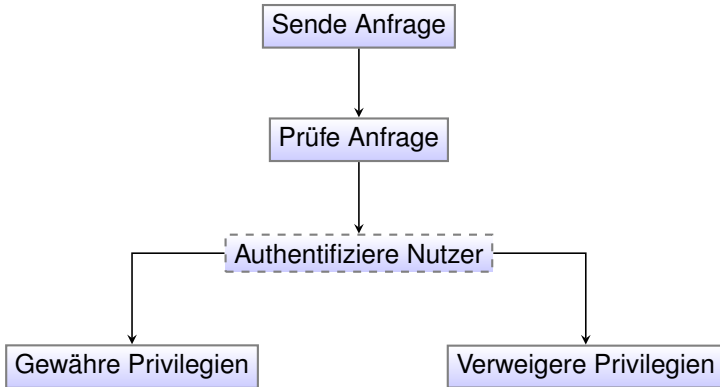 Sende Anfrage
Prüfe Anfrage
Authentifiziere Nutzer
Gewähre Privilegien
Verweigere Privilegien